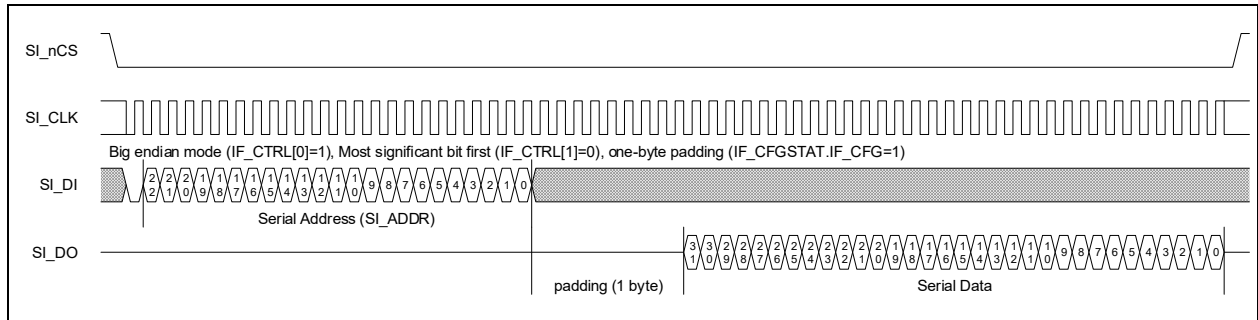 SI_nCS
SI_CLK
Big endian mode (IF_CTRL[0]=1), Most significant bit first (IF_CTRL[1]=0), one-byte padding (IF_CFGSTAT.IF_CFG=1)
SI_DI 22 21 20 19 18 17 16 15 14 13 12 11 10 9 8 7 6 5 4 3 2 1 0
Serial Address (SI_ADDR)
SI_DO 31 30 29 28 27 26 25 24 23 22 21 20 19 18 17 16 15 14 13 12 11 10 9 8 7 6 5 4 3 2 1 0
padding (1 byte) Serial Data